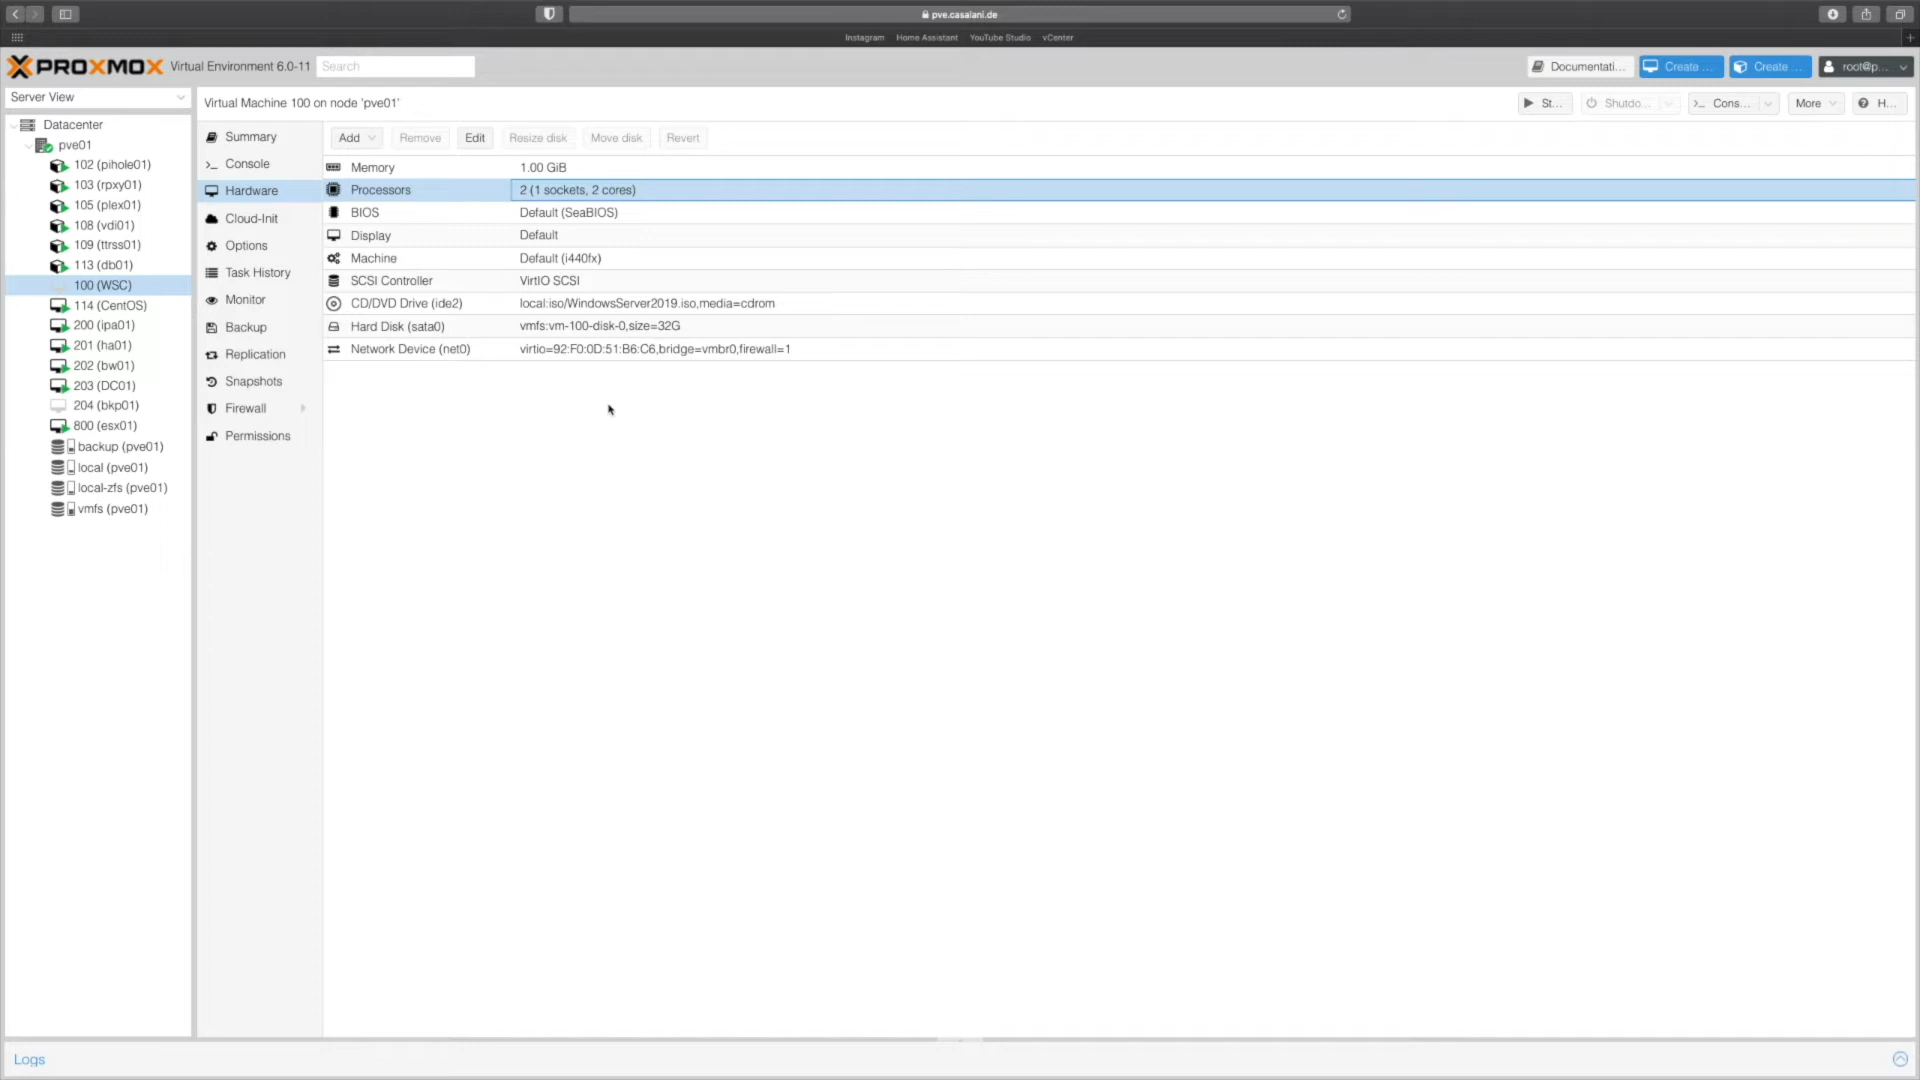 pve.casalani.de
Instagram Home Assistant YouTube Studio vCenter
PROXMOX Virtual Environment 6.0-11 Search
Documentati... Create ... Create ... root@p...
Server View
Virtual Machine 100 on node 'pve01'
St... Shutdo... Cons... More H...
Datacenter
pve01
102 (pihole01)
103 (rpxy01)
105 (plex01)
108 (vdi01)
109 (ttrss01)
113 (db01)
100 (WSC)
114 (CentOS)
200 (ipa01)
201 (ha01)
202 (bw01)
203 (DC01)
204 (bkp01)
800 (esx01)
backup (pve01)
local (pve01)
local-zfs (pve01)
vmfs (pve01)
Summary
Console
Hardware
Cloud-Init
Options
Task History
Monitor
Backup
Replication
Snapshots
Firewall
Permissions
Add Remove Edit Resize disk Move disk Revert
Memory 1.00 GiB
Processors 2 (1 sockets, 2 cores)
BIOS Default (SeaBIOS)
Display Default
Machine Default (i440fx)
SCSI Controller VirtIO SCSI
CD/DVD Drive (ide2) local:iso/WindowsServer2019.iso,media=cdrom
Hard Disk (sata0) vmfs:vm-100-disk-0,size=32G
Network Device (net0) virtio=92:F0:0D:51:B6:C6,bridge=vmbr0,firewall=1
Logs